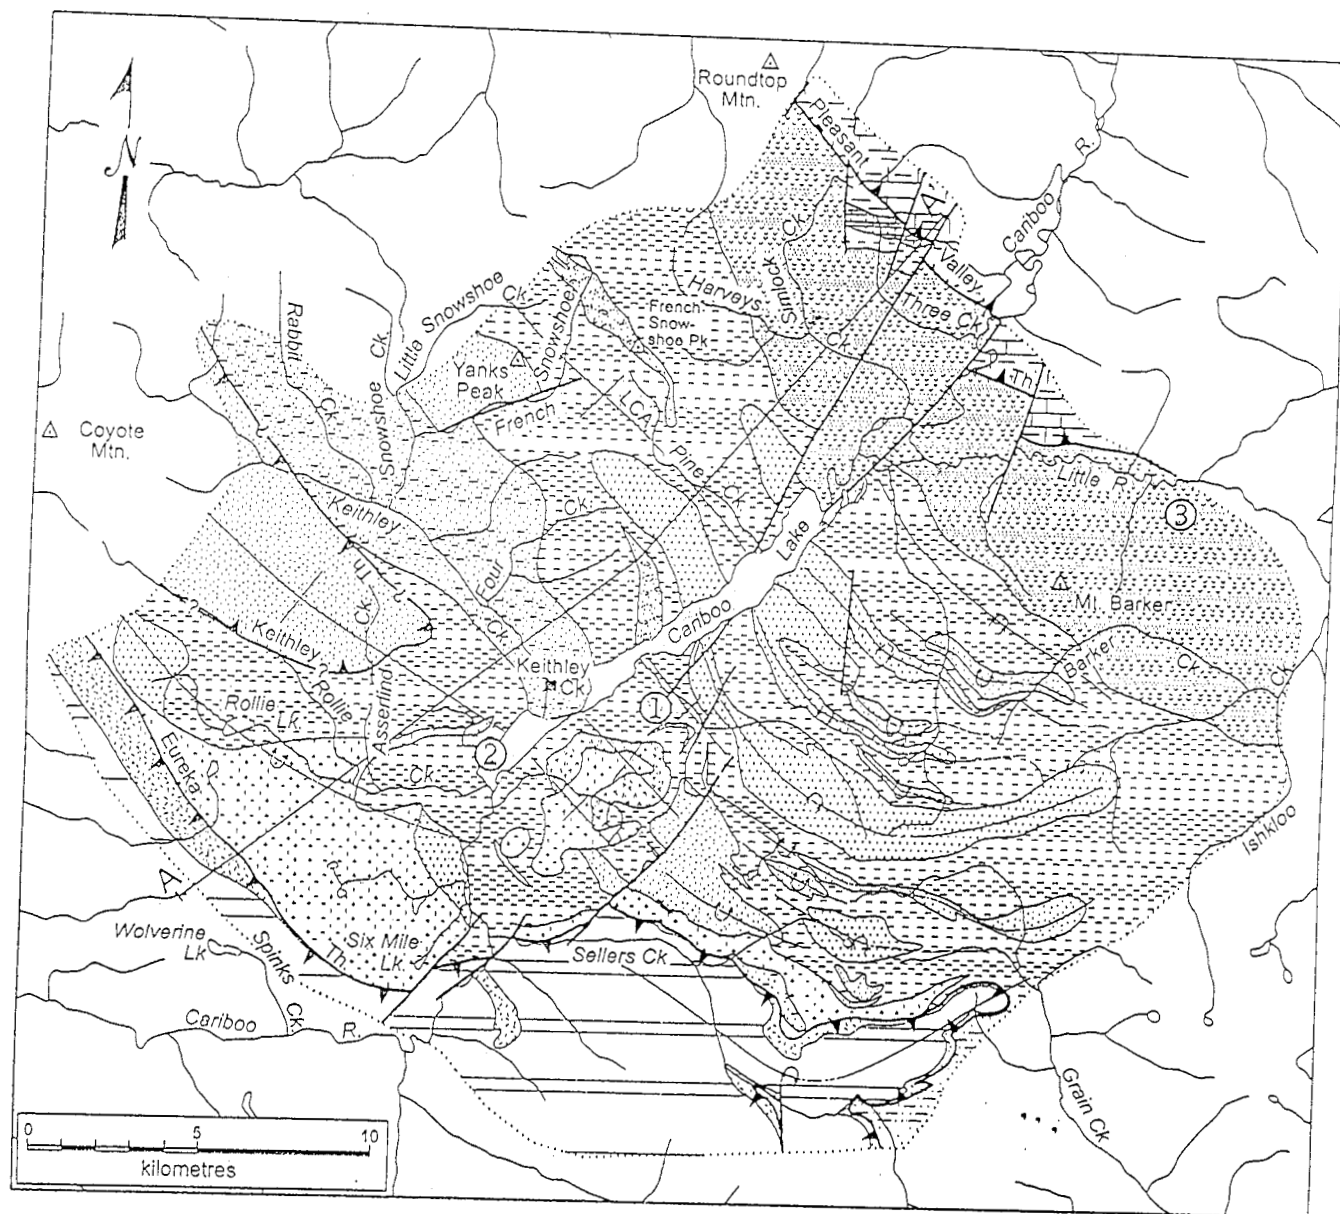 Roundtop
Mtn.
Pleasant
N
Cariboo
R.
A
Valley
Simlock
Ck.
Harveys
Ck.
Three Ck.
French
Snow-
shoe Pk.
Little Snowshoe
Ck.
Rabbit
Ck.
Snowshoe
Ck.
Yanks
Peak
Snowshoe
French
LCA
Th.
Coyote
Mtn.
Pine
Ck.
Little R.
3
Keithley
Ck.
Lake
Four
Ck.
Th
Ck.
Mt. Barker
Cariboo
Keithley
Barker
Ck.
Ck.
Keithley
Ck.
Rollie
Lk.
Rollie
Asserlind
1
2
Ck.
Eureka
Ishkloo
A
Wolverine
Lk
Spinks
Ck
Th.
Six Mile
Lk.
Sellers Ck
Cariboo
R.
Grain Ck
0 5 10
kilometres